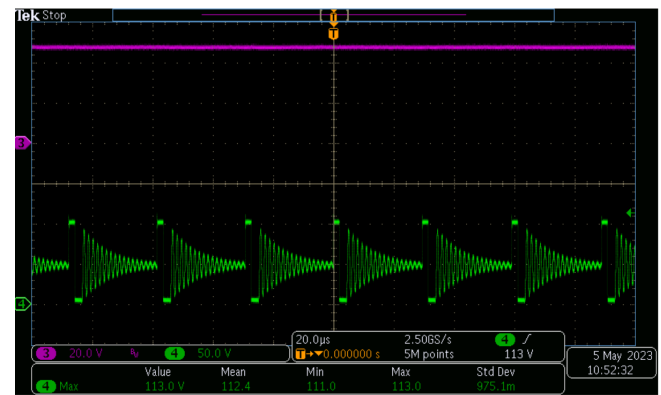 Tek Stop
T
T
3
4
20.0µs 2.50GS/s 4 /
3 20.0 V BW 4 50.0 V T→▼0.000000 s 5M points 113 V
5 May 2023
10:52:32
Value Mean Min Max Std Dev
4 Max 113.0 V 112.4 111.0 113.0 975.1m